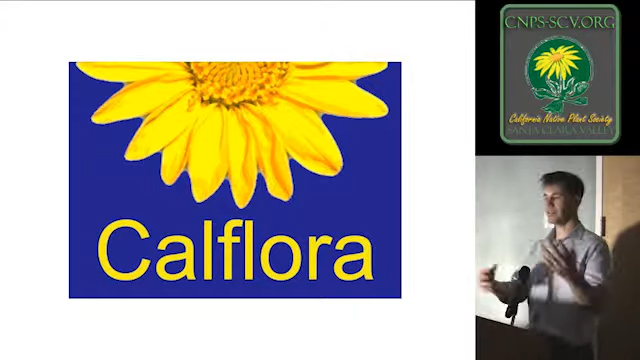 Calflora
CNPS-SCV.ORG
California Native Plant Society
SANTA CLARA VALLEY